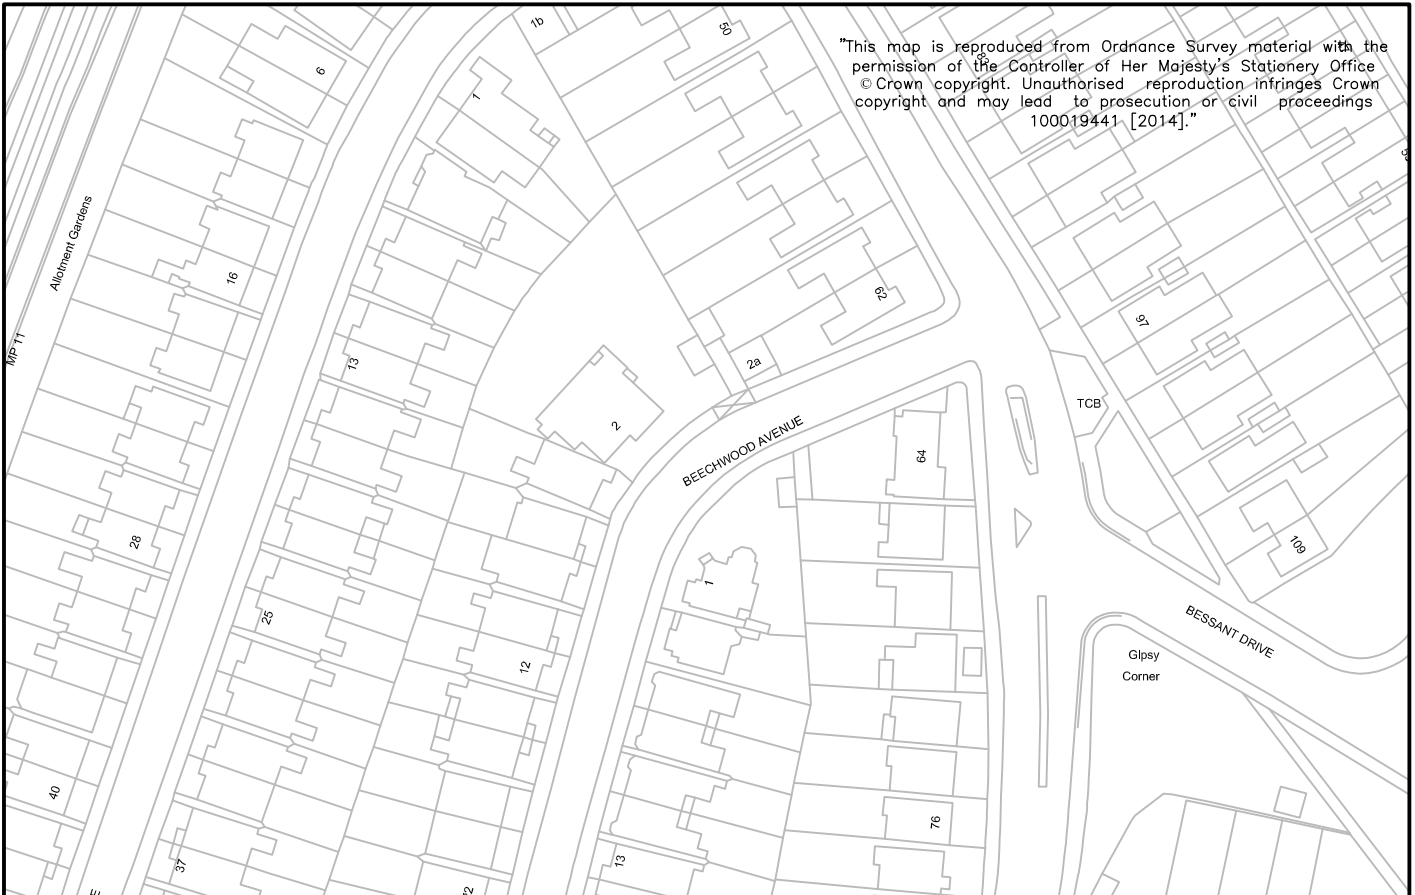 1b
50
"This map is reproduced from Ordnance Survey material with the
permission of the Controller of Her Majesty's Stationery Office
© Crown copyright. Unauthorised reproduction infringes Crown
copyright and may lead to prosecution or civil proceedings
100019441 [2014]."
6
1
Allotment Gardens
16
62
97
MP 11
13
2a
TCB
2
BEECHWOOD AVENUE
64
28
109
1
25
BESSANT DRIVE
Gipsy
Corner
12
40
76
13
37